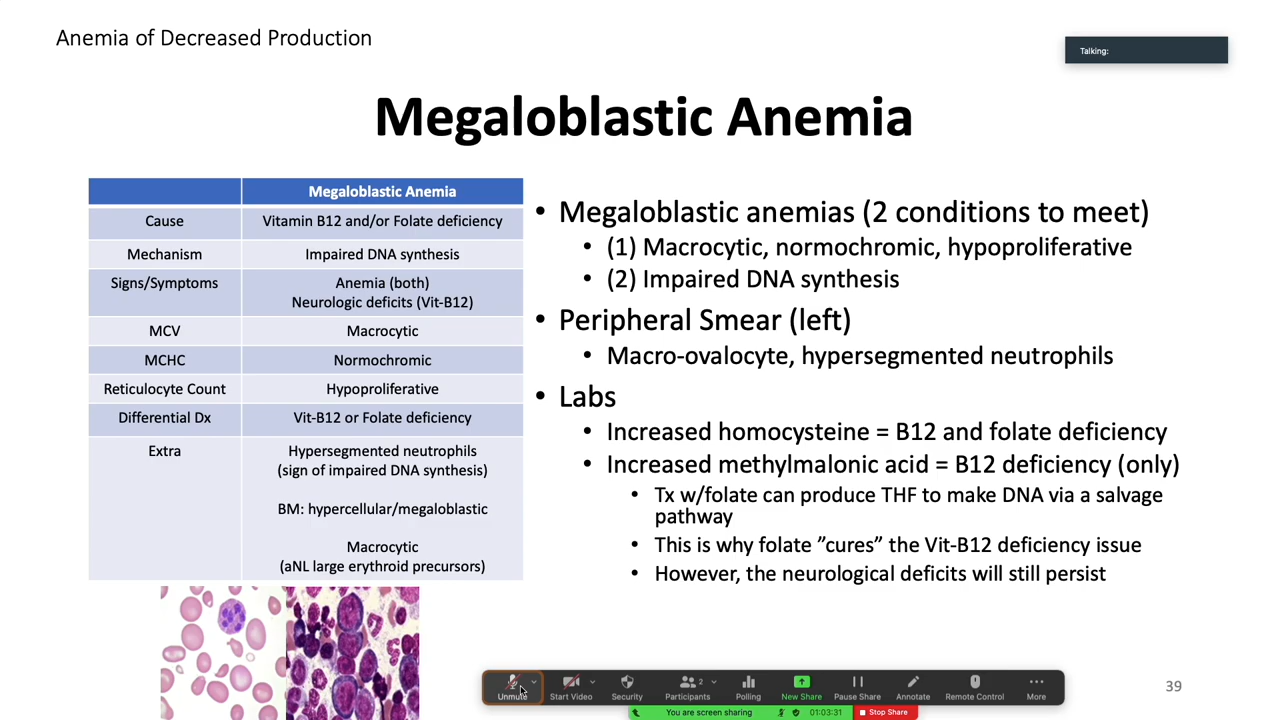 Anemia of Decreased Production
Talking:
Megaloblastic Anemia
Megaloblastic Anemia
Cause Vitamin B12 and/or Folate deficiency
Mechanism Impaired DNA synthesis
Signs/Symptoms Anemia (both)
Neurologic deficits (Vit-B12)
MCV Macrocytic
MCHC Normochromic
Reticulocyte Count Hypoproliferative
Differential Dx Vit-B12 or Folate deficiency
Extra Hypersegmented neutrophils
(sign of impaired DNA synthesis)
BM: hypercellular/megaloblastic
Macrocytic
(aNL large erythroid precursors)
• Megaloblastic anemias (2 conditions to meet)
• (1) Macrocytic, normochromic, hypoproliferative
• (2) Impaired DNA synthesis
• Peripheral Smear (left)
• Macro-ovalocyte, hypersegmented neutrophils
• Labs
• Increased homocysteine = B12 and folate deficiency
• Increased methylmalonic acid = B12 deficiency (only)
• Tx w/folate can produce THF to make DNA via a salvage
pathway
• This is why folate ”cures” the Vit-B12 deficiency issue
• However, the neurological deficits will still persist
Unmute Start Video Security Participants 2 Polling New Share Pause Share Annotate Remote Control More
You are screen sharing 01:03:31 Stop Share
39